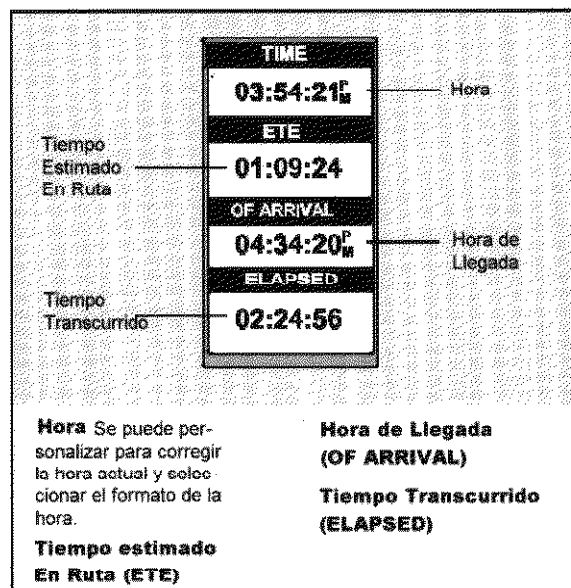 TIME
03:54:21PM
Hora
ETE
Tiempo
Estimado
En Ruta
01:09:24
OF ARRIVAL
04:34:20PM
Hora de
Llegada
ELAPSED
Tiempo
Transcurrido
02:24:56
Hora Se puede per-
sonalizar para corregir
la hora actual y selec
cionar el formato de la
hora.
Tiempo estimado
En Ruta (ETE)
Hora de Llegada
(OF ARRIVAL)
Tiempo Transcurrido
(ELAPSED)